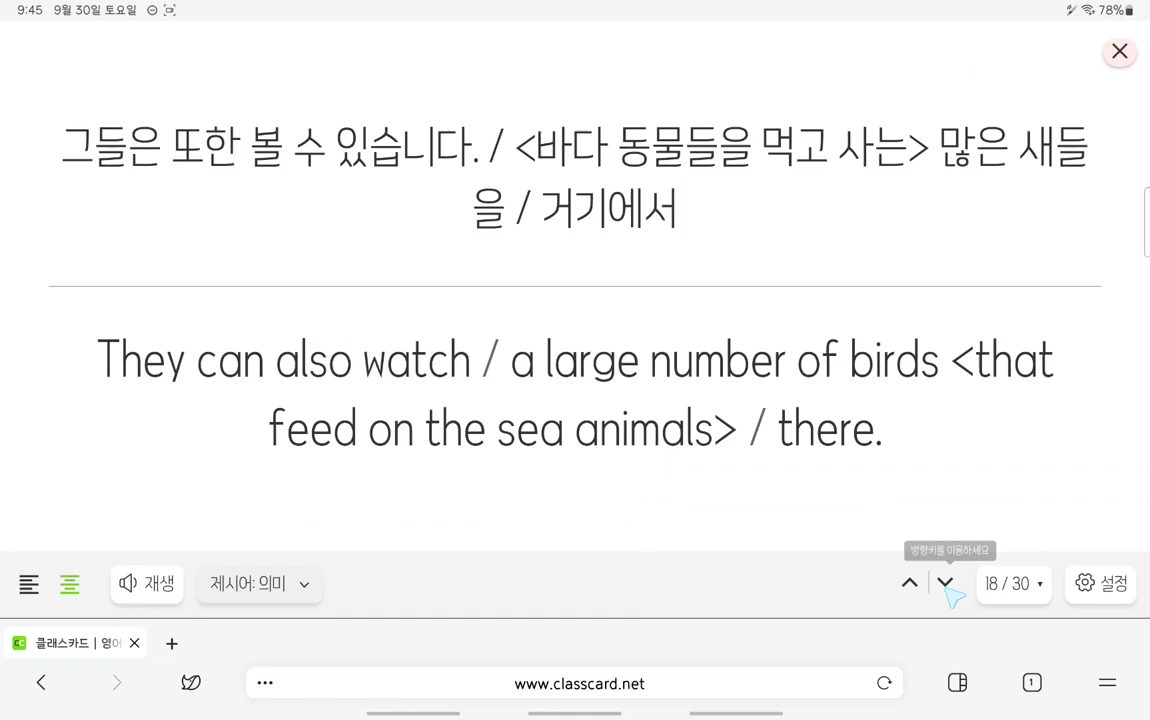 9:45 9월 30일 토요일
78%
그들은 또한 볼 수 있습니다. / <바다 동물들을 먹고 사는> 많은 새들
을 / 거기에서
They can also watch / a large number of birds <that
feed on the sea animals> / there.
방향키를 이용하세요
재생 제시어: 의미 18 / 30 설정
클래스카드 | 영어
www.classcard.net
1